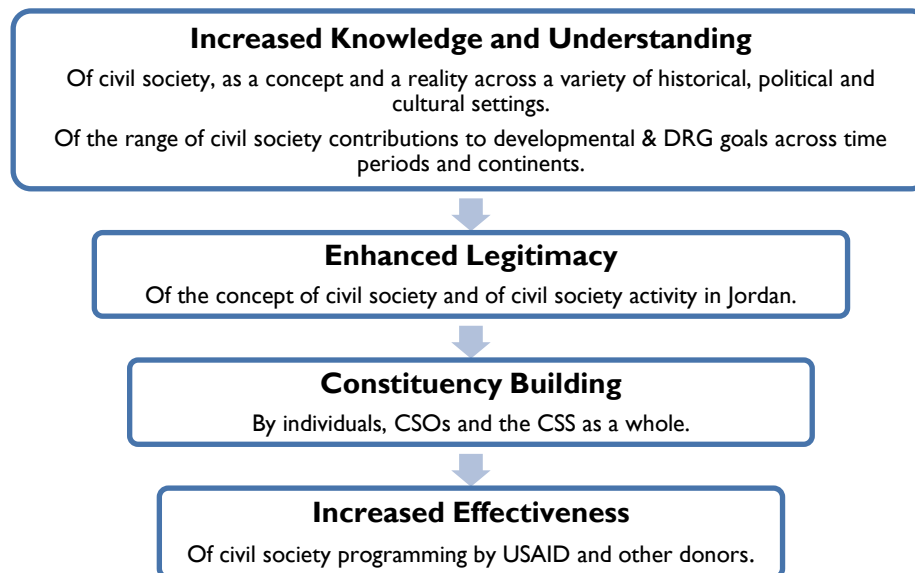 Increased Knowledge and Understanding
Of civil society, as a concept and a reality across a variety of historical, political and
cultural settings.
Of the range of civil society contributions to developmental & DRG goals across time
periods and continents.
Enhanced Legitimacy
Of the concept of civil society and of civil society activity in Jordan.
Constituency Building
By individuals, CSOs and the CSS as a whole.
Increased Effectiveness
Of civil society programming by USAID and other donors.